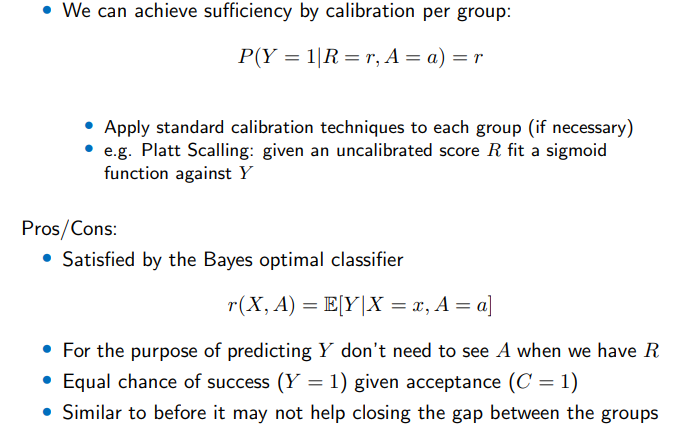 • We can achieve sufficiency by calibration per group:
P(Y = 1|R = r, A = a) = r
• Apply standard calibration techniques to each group (if necessary)
• e.g. Platt Scalling: given an uncalibrated score R fit a sigmoid
function against Y
Pros/Cons:
• Satisfied by the Bayes optimal classifier
r(X, A) = 𝔼[Y|X = x, A = a]
• For the purpose of predicting Y don't need to see A when we have R
• Equal chance of success (Y = 1) given acceptance (C = 1)
• Similar to before it may not help closing the gap between the groups